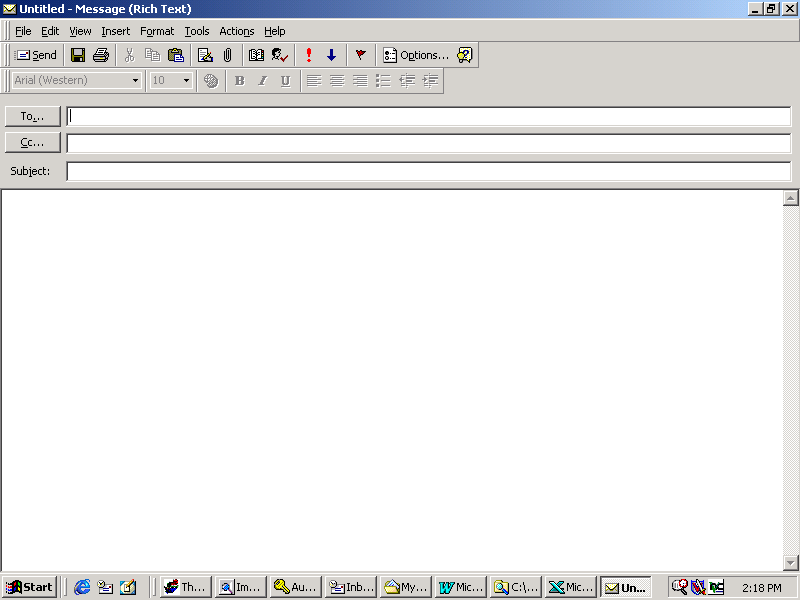 Untitled - Message (Rich Text)
File Edit View Insert Format Tools Actions Help
Send Options...
Arial (Western) 10 B I U
To...
Cc...
Subject:
Start Th... Im... Au... Inb... My... Mic... C:\... Mic... Un... 2:18 PM